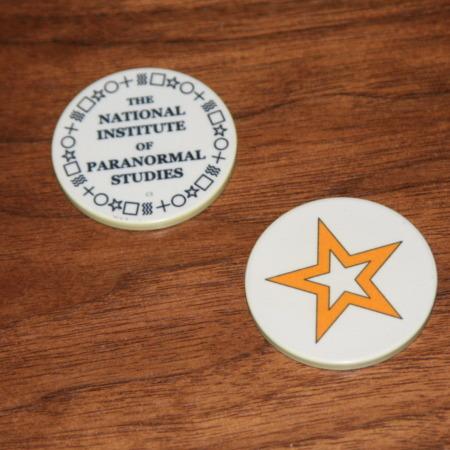 THE
NATIONAL
INSTITUTE
OF
PARANORMAL
STUDIES